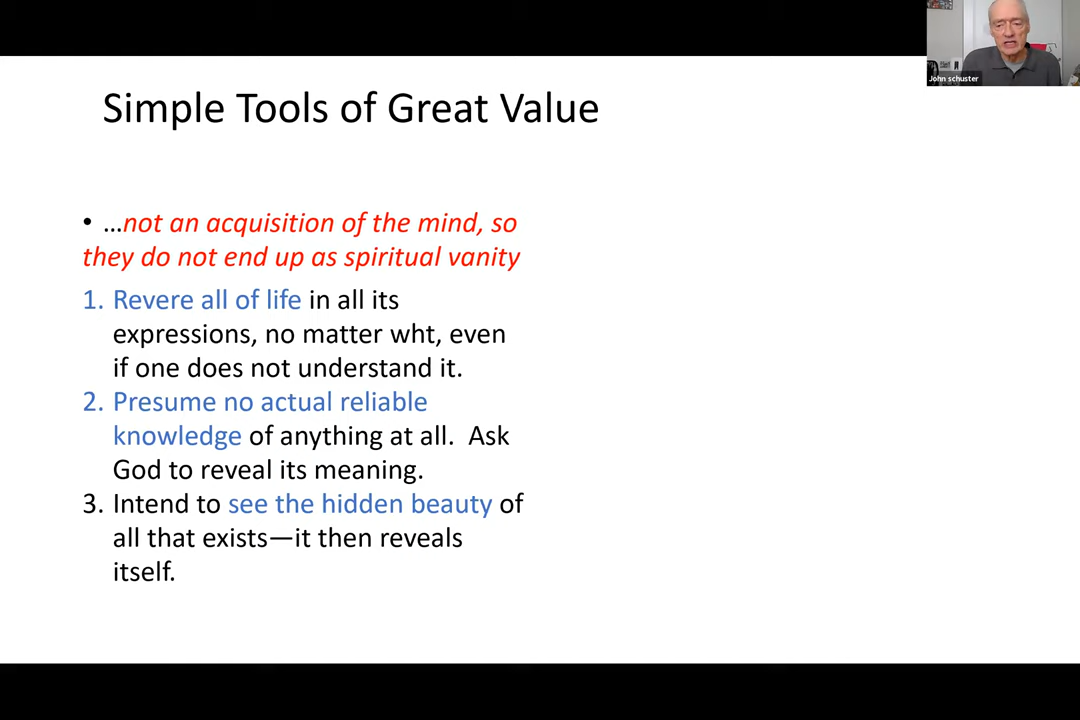 John schuster
Simple Tools of Great Value
• …not an acquisition of the mind, so
they do not end up as spiritual vanity
1. Revere all of life in all its
expressions, no matter wht, even
if one does not understand it.
2. Presume no actual reliable
knowledge of anything at all.  Ask
God to reveal its meaning.
3. Intend to see the hidden beauty of
all that exists—it then reveals
itself.